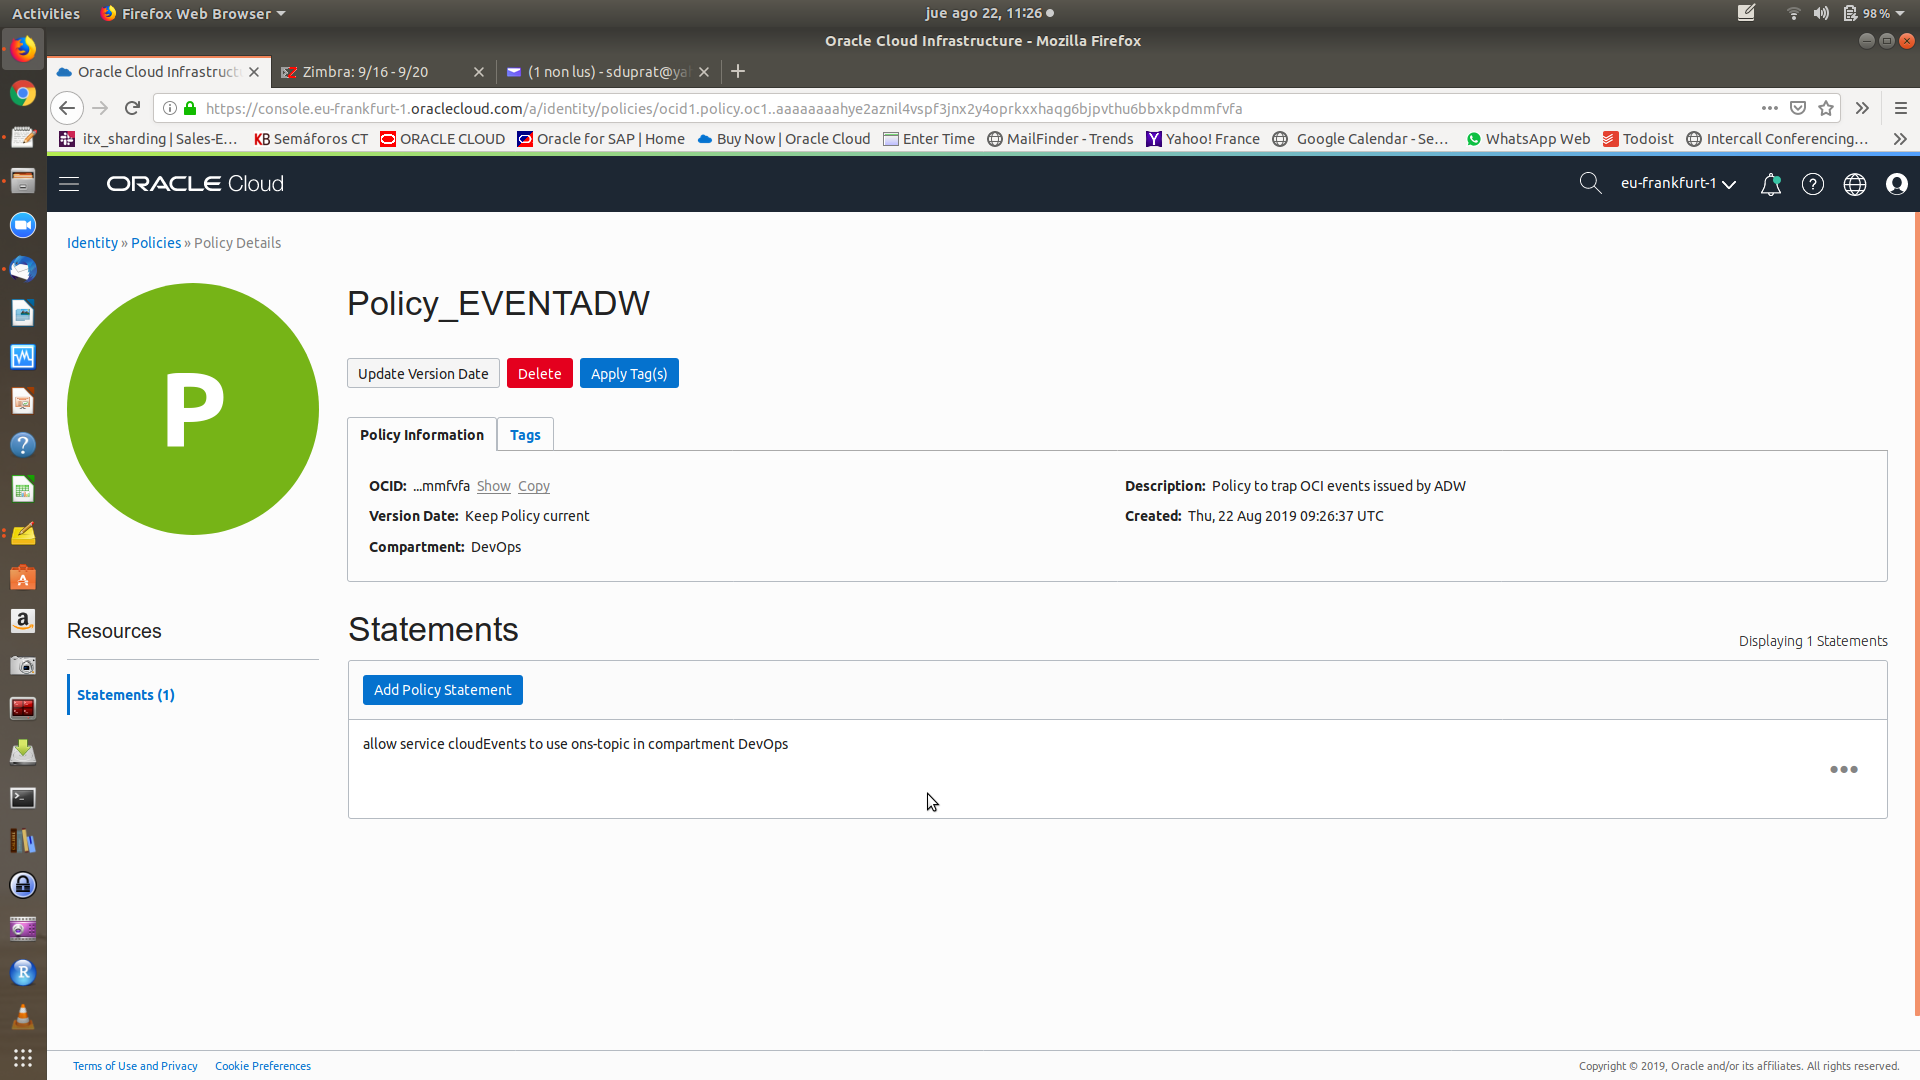 Activities
Firefox Web Browser
jue ago 22, 11:26
98 %
Oracle Cloud Infrastructure - Mozilla Firefox
Oracle Cloud Infrastruct
Zimbra: 9/16 - 9/20
(1 non lus) - sduprat@ya
https://console.eu-frankfurt-1.oraclecloud.com/a/identity/policies/ocid1.policy.oc1..aaaaaaaahye2aznil4vspf3jnx2y4oprkxxhaqg6bjpvthu6bbxkpdmmfvfa
itx_sharding | Sales-E…
KB Semáforos CT
ORACLE CLOUD
Oracle for SAP | Home
Buy Now | Oracle Cloud
Enter Time
MailFinder - Trends
Yahoo! France
Google Calendar - Se…
WhatsApp Web
Todoist
Intercall Conferencing…
ORACLE Cloud
eu-frankfurt-1
Identity » Policies » Policy Details
P
Policy_EVENTADW
Update Version Date
Delete
Apply Tag(s)
Policy Information
Tags
OCID: ...mmfvfa Show Copy
Version Date: Keep Policy current
Compartment: DevOps
Description: Policy to trap OCI events issued by ADW
Created: Thu, 22 Aug 2019 09:26:37 UTC
Resources
Statements (1)
Statements
Displaying 1 Statements
Add Policy Statement
allow service cloudEvents to use ons-topic in compartment DevOps
Terms of Use and Privacy
Cookie Preferences
Copyright © 2019, Oracle and/or its affiliates. All rights reserved.